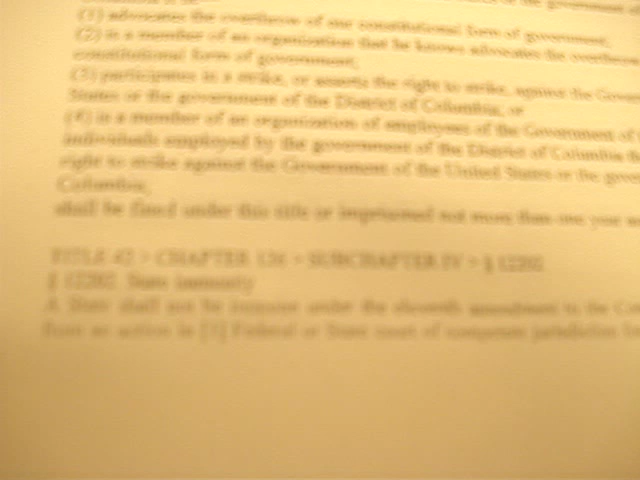 of the government
(1) advocates the overthrow of our constitutional form of government;
(2) is a member of an organization that he knows advocates the overthrow
constitutional form of government;
(3) participates in a strike, or asserts the right to strike, against the
States or the government of the District of Columbia; or
(4) is a member of an organization of employees of the Government of
individuals employed by the government of the District of Columbia
right to strike against the Government of the United States or the
Columbia;
shall be fined under this title or imprisoned not more than one year
TITLE 42 > CHAPTER 126 > SUBCHAPTER IV > § 12202
§ 12202. State immunity
A State shall not be immune under the eleventh amendment to the
from an action in [1] Federal or State court of competent jurisdiction